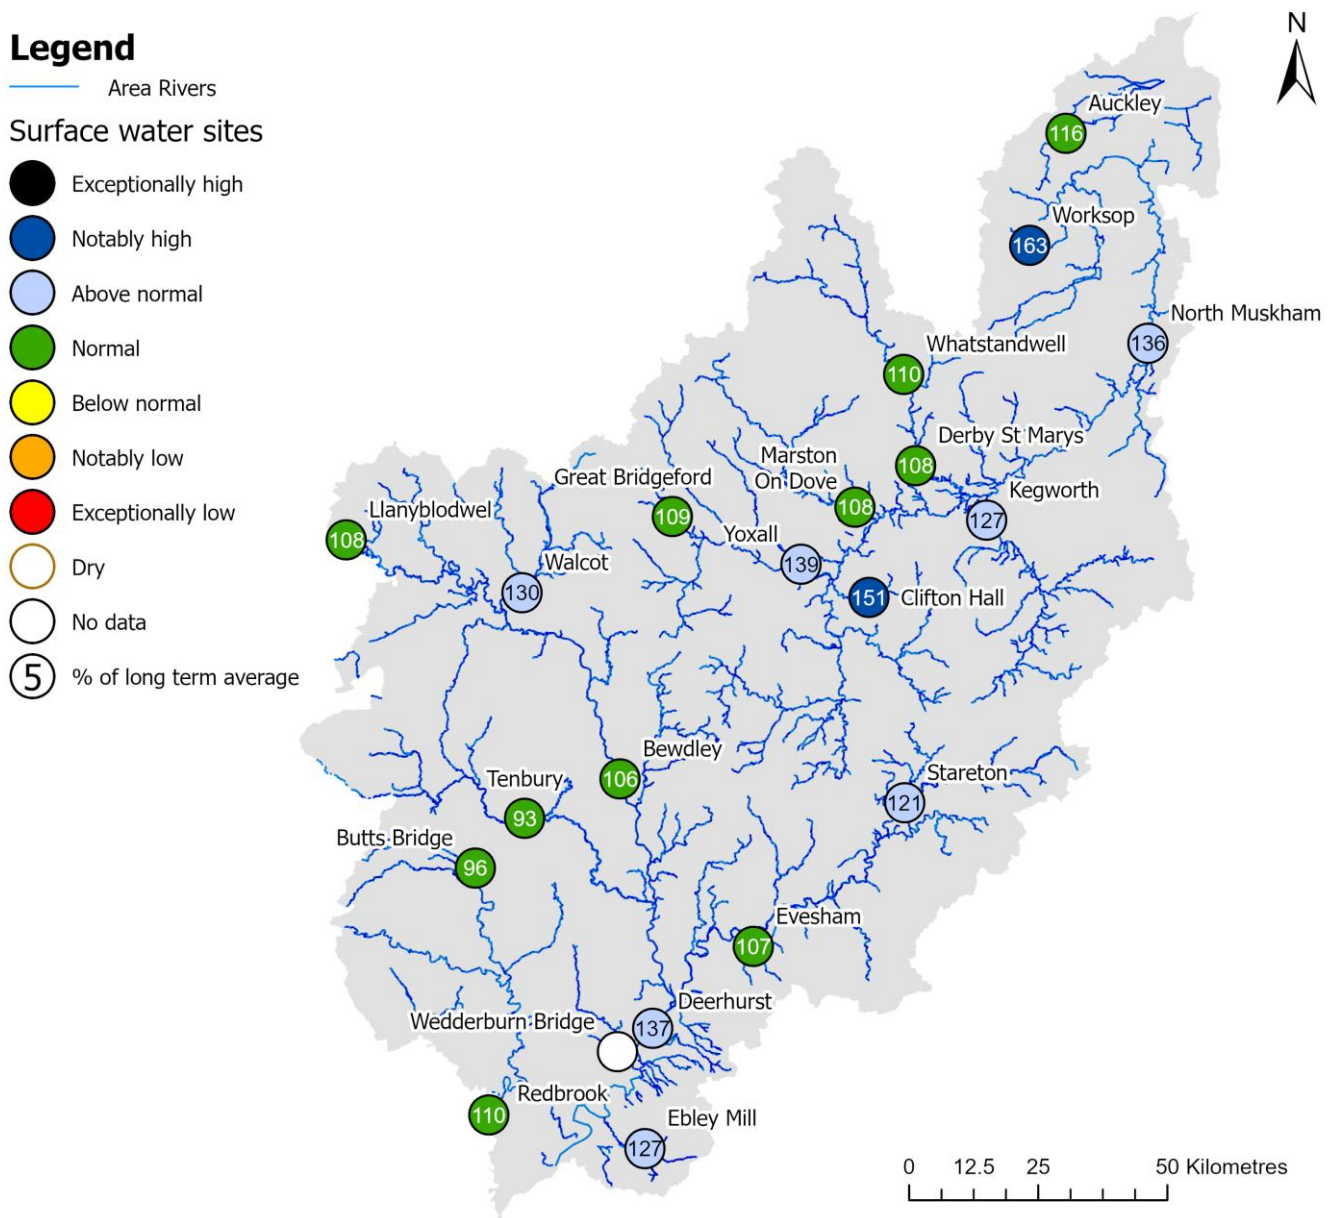 Legend
Area Rivers
Surface water sites
Exceptionally high
Notably high
Above normal
Normal
Below normal
Notably low
Exceptionally low
Dry
No data
5 % of long term average
N
Auckley
116
Worksop
163
North Muskham
136
Whatstandwell
110
Derby St Marys
108
Marston
On Dove
108
Kegworth
127
Great Bridgeford
109
Llanyblodwel
108
Yoxall
139
Walcot
130
151 Clifton Hall
Bewdley
106
Stareton
121
Tenbury
93
Butts Bridge
96
Evesham
107
Deerhurst
137
Wedderburn Bridge
Redbrook
110
Ebley Mill
127
0 12.5 25 50 Kilometres